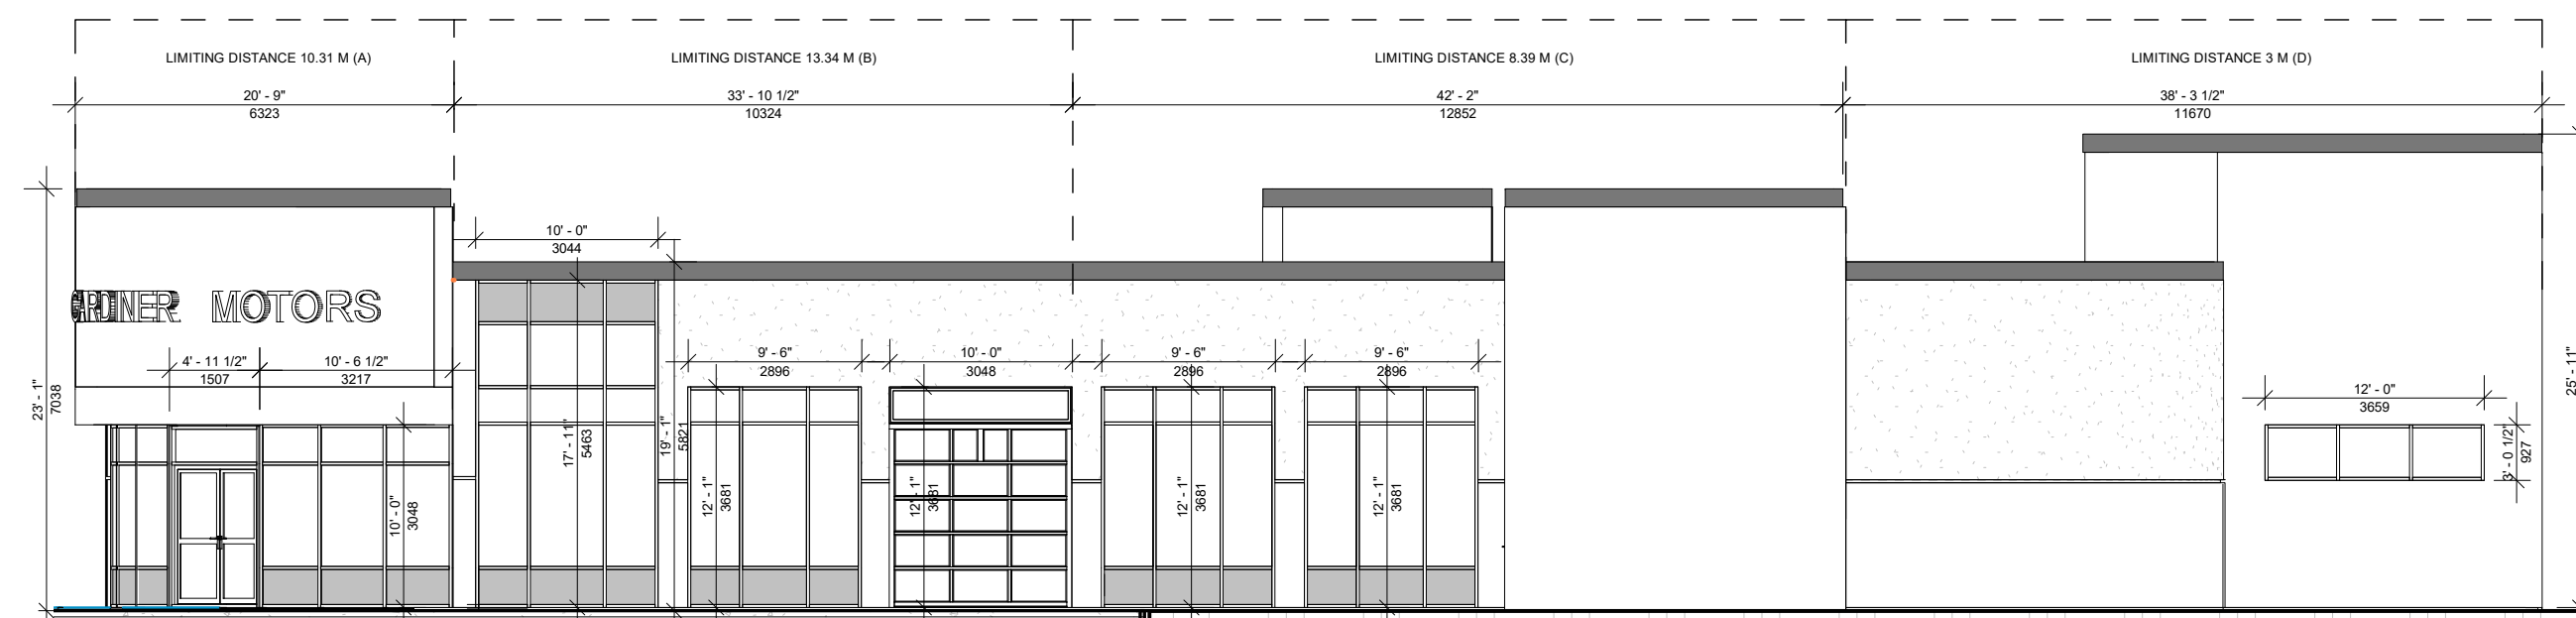 LIMITING DISTANCE 10.31 M (A)
LIMITING DISTANCE 13.34 M (B)
LIMITING DISTANCE 8.39 M (C)
LIMITING DISTANCE 3 M (D)
20' - 9"
6323
33' - 10 1/2"
10324
42' - 2"
12852
38' - 3 1/2"
11670
23' - 1"
7038
GARDINER MOTORS
4' - 11 1/2"
1507
10' - 6 1/2"
3217
10' - 0"
3048
10' - 0"
3044
17' - 11"
5463
19' - 1"
5821
9' - 6"
2896
12' - 1"
3681
10' - 0"
3048
12' - 1"
3681
9' - 6"
2896
12' - 1"
3681
9' - 6"
2896
12' - 1"
3681
12' - 0"
3659
3' - 0 1/2"
927
25' - 11"